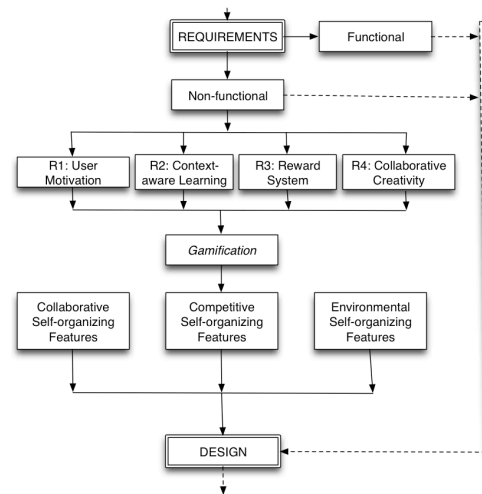 REQUIREMENTS
Functional
Non-functional
R1: User
Motivation
R2: Context-
aware Learning
R3: Reward
System
R4: Collaborative
Creativity
Gamification
Collaborative
Self-organizing
Features
Competitive
Self-organizing
Features
Environmental
Self-organizing
Features
DESIGN